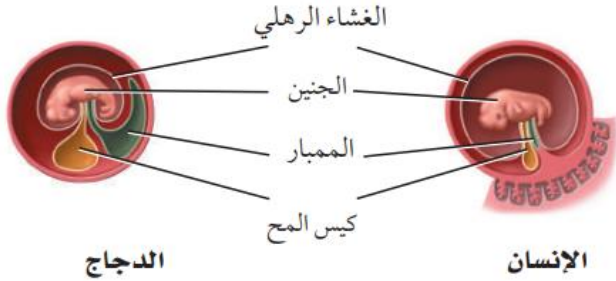 الغشاء الرهلي
الجنين
الممبار
كيس المح
الإنسان
الدجاج